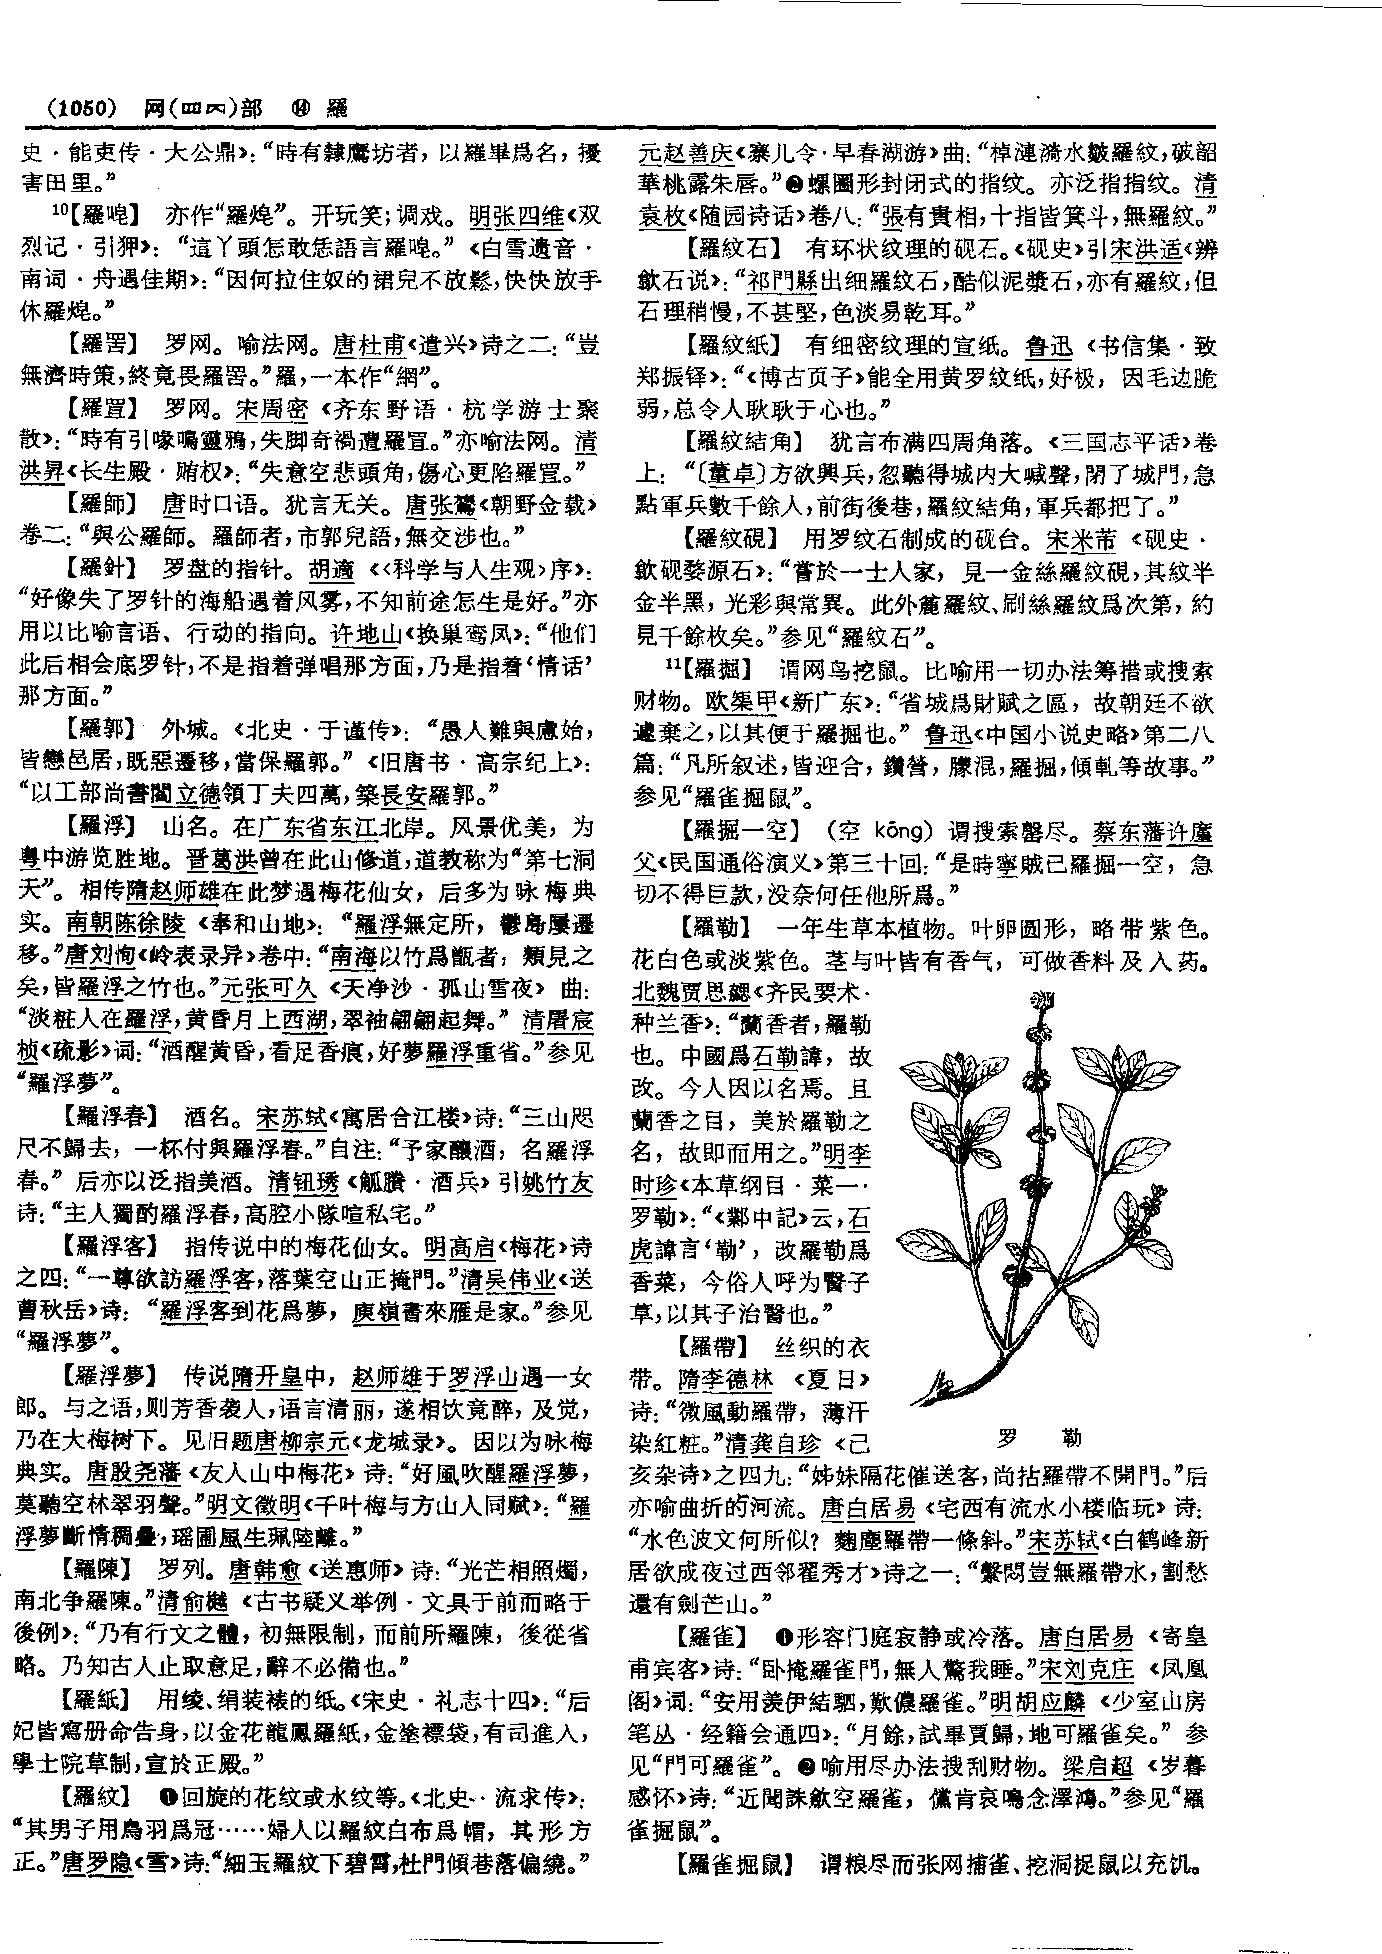 (1050) 网(罒⺳)部 ⑭ 羅
史·能吏传·大公鼎》：“時有隸鷹坊者，以羅畢爲名，擾
害田里。”
¹⁰【羅唣】 亦作“羅㷄”。开玩笑；调戏。明张四维《双
烈记·引狎》：“這丫頭怎敢恁語言羅唣。”《白雪遺音·
南词·舟遇佳期》：“因何拉住奴的裙兒不放鬆，快快放手
休羅㷄。”
【羅罟】 罗网。喻法网。唐杜甫《遣兴》诗之二：“豈
無濟時策，終竟畏羅罟。”羅，一本作“網”。
【羅罝】 罗网。宋周密《齐东野语·杭学游士聚
散》：“時有引喙鳴靈鴉，失脚奇禍遭羅罝。”亦喻法网。清
洪昇《长生殿·贿权》：“失意空悲頭角，傷心更陷羅罝。”
【羅師】 唐时口语。犹言无关。唐张鷟《朝野佥载》
卷二：“與公羅師。羅師者，市郭兒語，無交涉也。”
【羅針】 罗盘的指针。胡適《〈科学与人生观〉序》：
“好像失了罗针的海船遇着风雾，不知前途怎生是好。”亦
用以比喻言语、行动的指向。许地山《换巢鸾凤》：“他们
此后相会底罗针，不是指着弹唱那方面，乃是指着‘情话’
那方面。”
【羅郭】 外城。《北史·于谨传》：“愚人難與慮始，
皆戀邑居，既惡遷移，當保羅郭。”《旧唐书·高宗纪上》：
“以工部尚書閻立德領丁夫四萬，築長安羅郭。”
【羅浮】 山名。在广东省东江北岸。风景优美，为
粤中游览胜地。晋葛洪曾在此山修道，道教称为“第七洞
天”。相传隋赵师雄在此梦遇梅花仙女，后多为咏梅典
实。南朝陈徐陵《奉和山地》：“羅浮無定所，鬱島屢遷
移。”唐刘恂《岭表录异》卷中：“南海以竹爲甑者，類見之
矣，皆羅浮之竹也。”元张可久《天净沙·孤山雪夜》曲：
“淡粧人在羅浮，黄昏月上西湖，翠袖翩翩起舞。”清屠宸
桢《疏影》词：“酒醒黄昏，看足香痕，好夢羅浮重省。”参见
“羅浮夢”。
【羅浮春】 酒名。宋苏轼《寓居合江楼》诗：“三山咫
尺不歸去，一杯付與羅浮春。”自注：“予家釀酒，名羅浮
春。”后亦以泛指美酒。清钮琇《觚賸·酒兵》引姚竹友
诗：“主人獨酌羅浮春，高腔小隊喧私宅。”
【羅浮客】 指传说中的梅花仙女。明高启《梅花》诗
之四：“一尊欲訪羅浮客，落葉空山正掩門。”清吴伟业《送
曹秋岳》诗：“羅浮客到花爲夢，庾嶺書來雁是家。”参见
“羅浮夢”。
【羅浮夢】 传说隋开皇中，赵师雄于罗浮山遇一女
郎。与之语，则芳香袭人，语言清丽，遂相饮竟醉，及觉，
乃在大梅树下。见旧题唐柳宗元《龙城录》。因以为咏梅
典实。唐殷尧藩《友人山中梅花》诗：“好風吹醒羅浮夢，
莫聽空林翠羽聲。”明文徵明《千叶梅与方山人同赋》：“羅
浮夢斷情稠疊，瑶圃風生珮陸離。”
【羅陳】 罗列。唐韩愈《送惠师》诗：“光芒相照燭，
南北争羅陳。”清俞樾《古书疑义举例·文具于前而略于
後例》：“乃有行文之體，初無限制，而前所羅陳，後從省
略。乃知古人止取意足，辭不必備也。”
【羅紙】 用绫、绢装裱的纸。《宋史·礼志十四》：“后
妃皆寫册命告身，以金花龍鳳羅紙，金塗褾袋，有司進入，
學士院草制，宣於正殿。”
【羅紋】 ❶回旋的花纹或水纹等。《北史·流求传》：
“其男子用鳥羽爲冠……婦人以羅紋白布爲帽，其形方
正。”唐罗隐《雪》诗：“細玉羅紋下碧霄，杜門傾巷落偏繞。”
元赵善庆《寨儿令·早春湖游》曲：“棹漣漪水皺羅紋，破韶
華桃露朱唇。”❷螺圈形封闭式的指纹。亦泛指指纹。清
袁枚《随园诗话》卷八：“張有貴相，十指皆箕斗，無羅紋。”
【羅紋石】 有环状纹理的砚石。《砚史》引宋洪适《辨
歙石说》：“祁門縣出细羅紋石，酷似泥漿石，亦有羅紋，但
石理稍慢，不甚堅，色淡易乾耳。”
【羅紋紙】 有细密纹理的宣纸。鲁迅《书信集·致
郑振铎》：“《博古页子》能全用黄罗纹纸，好极，因毛边脆
弱，总令人耿耿于心也。”
【羅紋結角】 犹言布满四周角落。《三国志平话》卷
上：“〔董卓〕方欲興兵，忽聽得城内大喊聲，閉了城門，急
點軍兵數千餘人，前街後巷，羅紋結角，軍兵都把了。”
【羅紋硯】 用罗纹石制成的砚台。宋米芾《砚史·
歙砚婺源石》：“嘗於一士人家，見一金絲羅紋硯，其紋半
金半黑，光彩與常異。此外麄羅紋、刷絲羅紋爲次第，約
見千餘枚矣。”参见“羅紋石”。
¹¹【羅掘】 谓网鸟挖鼠。比喻用一切办法筹措或搜索
财物。欧榘甲《新广东》：“省城爲財賦之區，故朝廷不欲
遽棄之，以其便于羅掘也。”鲁迅《中国小说史略》第二八
篇：“凡所叙述，皆迎合，鑽營，朦混，羅掘，傾軋等故事。”
参见“羅雀掘鼠”。
【羅掘一空】 （空 kōng）谓搜索罄尽。蔡东藩许廑
父《民国通俗演义》第三十回：“是時寧賊已羅掘一空，急
切不得巨款，没奈何任他所爲。”
【羅勒】 一年生草本植物。叶卵圆形，略带紫色。
花白色或淡紫色。茎与叶皆有香气，可做香料及入药。
北魏贾思勰《齐民要术·
种兰香》：“蘭香者，羅勒
也。中國爲石勒諱，故
改。今人因以名焉。且
蘭香之目，美於羅勒之
名，故即而用之。”明李
时珍《本草纲目·菜一·
罗勒》：“《鄴中記》云，石
虎諱言‘勒’，改羅勒爲
香菜，今俗人呼为翳子
草，以其子治翳也。”
【羅帶】 丝织的衣
带。隋李德林《夏日》
诗：“微風動羅帶，薄汗
染紅粧。”清龚自珍《己
罗 勒
亥杂诗》之四九：“姊妹隔花催送客，尚拈羅帶不開門。”后
亦喻曲折的河流。唐白居易《宅西有流水小楼临玩》诗：
“水色波文何所似？麴塵羅帶一條斜。”宋苏轼《白鹤峰新
居欲成夜过西邻翟秀才》诗之一：“繫悶豈無羅帶水，割愁
還有劍芒山。”
【羅雀】 ❶形容门庭寂静或冷落。唐白居易《寄皇
甫宾客》诗：“卧掩羅雀門，無人驚我睡。”宋刘克庄《凤凰
阁》词：“安用羡伊結駟，歎儂羅雀。”明胡应麟《少室山房
笔丛·经籍会通四》：“月餘，試畢賈歸，地可羅雀矣。”参
见“門可羅雀”。❷喻用尽办法搜刮财物。梁启超《岁暮
感怀》诗：“近聞誅斂空羅雀，儻肯哀鳴念澤鴻。”参见“羅
雀掘鼠”。
【羅雀掘鼠】 谓粮尽而张网捕雀、挖洞捉鼠以充饥。